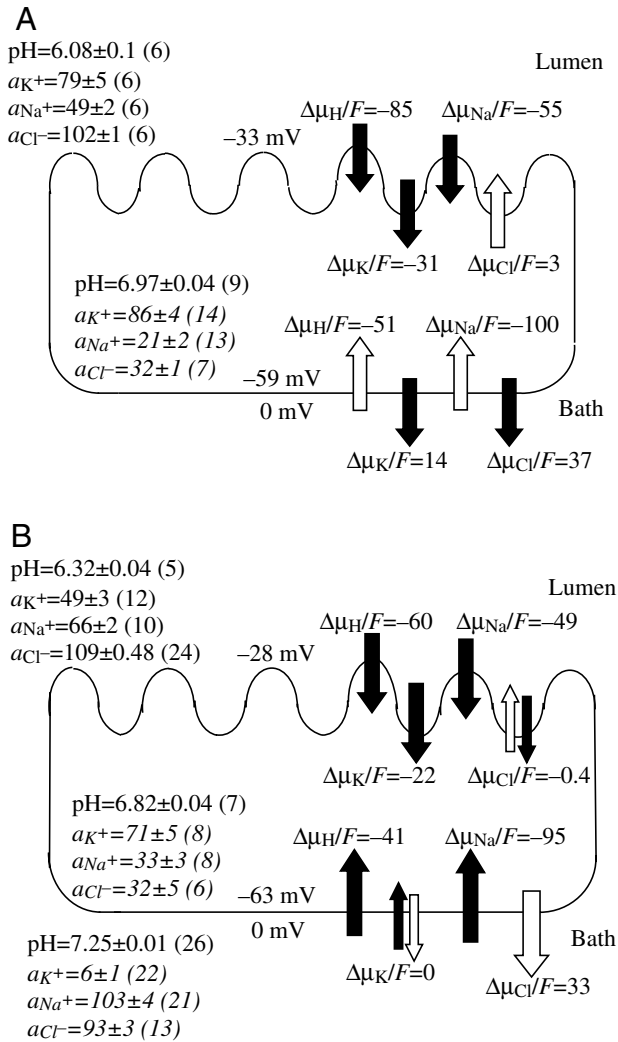 A
pH=6.08±0.1 (6)
aK+=79±5 (6)
aNa+=49±2 (6)
aCl–=102±1 (6)
Lumen
–33 mV
ΔμH/F=–85
ΔμNa/F=–55
ΔμK/F=–31
ΔμCl/F=3
pH=6.97±0.04 (9)
aK+=86±4 (14)
aNa+=21±2 (13)
aCl–=32±1 (7)
ΔμH/F=–51
ΔμNa/F=–100
–59 mV
0 mV
Bath
ΔμK/F=14
ΔμCl/F=37
B
pH=6.32±0.04 (5)
aK+=49±3 (12)
aNa+=66±2 (10)
aCl–=109±0.48 (24)
Lumen
–28 mV
ΔμH/F=–60
ΔμNa/F=–49
ΔμK/F=–22
ΔμCl/F=–0.4
pH=6.82±0.04 (7)
aK+=71±5 (8)
aNa+=33±3 (8)
aCl–=32±5 (6)
ΔμH/F=–41
ΔμNa/F=–95
–63 mV
0 mV
Bath
ΔμK/F=0
ΔμCl/F=33
pH=7.25±0.01 (26)
aK+=6±1 (22)
aNa+=103±4 (21)
aCl–=93±3 (13)